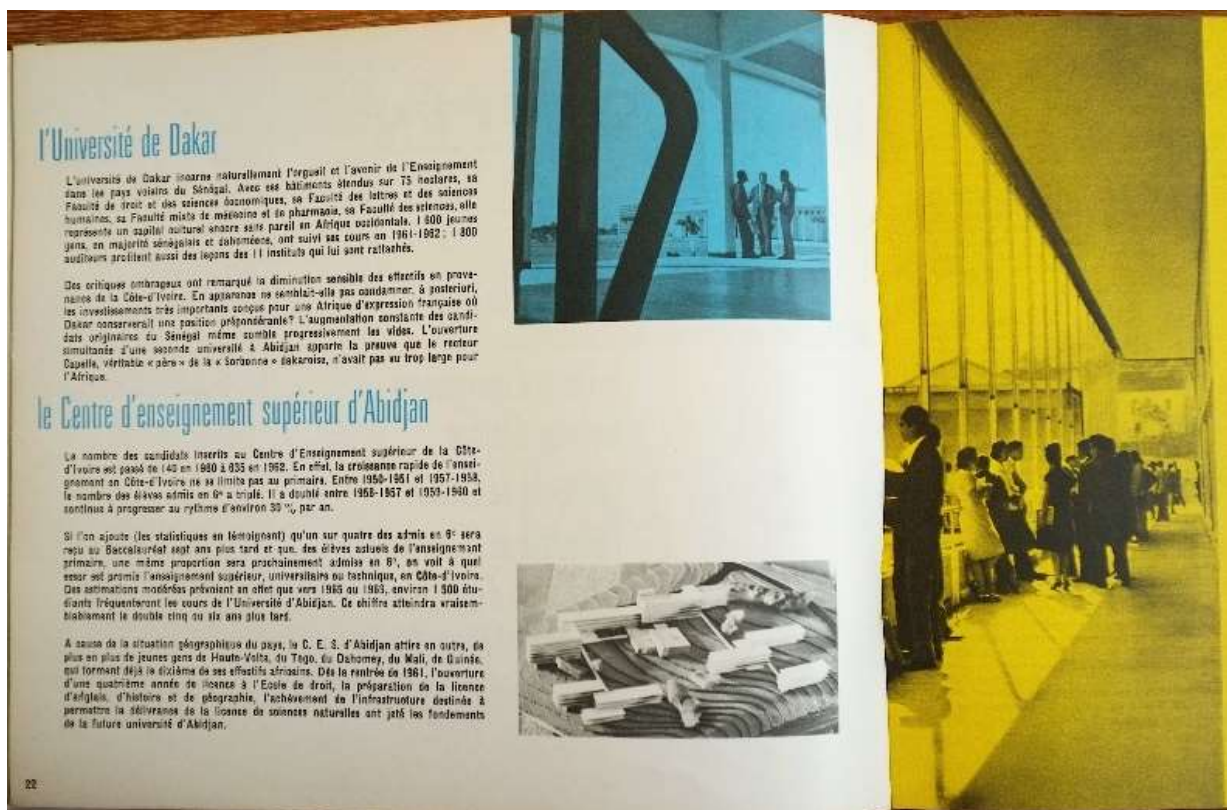 l'Université de Dakar
L'université de Dakar incarne naturellement l'orgueil et l'avenir de l'Enseignement
dans les pays voisins du Sénégal. Avec ses bâtiments étendus sur 75 hectares, sa
Faculté de droit et des sciences économiques, sa Faculté des lettres et des sciences
humaines, sa Faculté mixte de médecine et de pharmacie, sa Faculté des sciences, elle
représente un capital culturel encore sans pareil en Afrique occidentale. 1 600 jeunes
gens, en majorité sénégalais et dahoméens, ont suivi ses cours en 1961-1962 ; 1 800
auditeurs profitent aussi des leçons des 11 instituts qui lui sont rattachés.
Des critiques ombrageux ont remarqué la diminution sensible des effectifs en prove-
nance de la Côte-d'Ivoire. En apparence ne semblait-elle pas condamner, à posteriori,
les investissements très importants conçus pour une Afrique d'expression française où
Dakar conserverait une position prépondérante? L'augmentation constante des candi-
dats originaires du Sénégal même comble progressivement les vides. L'ouverture
simultanée d'une seconde université à Abidjan apporte la preuve que le recteur
Capelle, véritable « père » de la « Sorbonne » dakaroise, n'avait pas vu trop large pour
l'Afrique.
le Centre d'enseignement supérieur d'Abidjan
Le nombre des candidats inscrits au Centre d'Enseignement supérieur de la Côte-
d'Ivoire est passé de 140 en 1960 à 635 en 1962. En effet, la croissance rapide de l'ensei-
gnement en Côte-d'Ivoire ne se limite pas au primaire. Entre 1950-1951 et 1957-1958,
le nombre des élèves admis en 6e a triplé. Il a doublé entre 1956-1957 et 1959-1960 et
continue à progresser au rythme d'environ 30 % par an.
Si l'on ajoute (les statistiques en témoignent) qu'un sur quatre des admis en 6e sera
reçu au Baccalauréat sept ans plus tard et que, des élèves actuels de l'enseignement
primaire, une même proportion sera prochainement admise en 6e, on voit à quel
essor est promis l'enseignement supérieur, universitaire ou technique, en Côte-d'Ivoire.
Des estimations modérées prévoient en effet que vers 1965 ou environ 1 500 étu-
diants fréquenteront les cours de l'Université d'Abidjan. Ce chiffre atteindra vraisem-
blablement le double cinq ou six ans plus tard.
A cause de la situation géographique du pays, le C. E. S. d'Abidjan attire en outre, de
plus en plus de jeunes gens de Haute-Volta, du Togo, du Dahomey, du Mali, de Guinée,
qui forment déjà le dixième de ses effectifs africains. Dès la rentrée de 1961, l'ouverture
d'une quatrième année de licence à l'Ecole de droit, la préparation de la licence
d'anglais, d'histoire et de géographie, l'achèvement de l'infrastructure destinée à
permettre la délivrance de la licence de sciences naturelles ont jeté les fondements
de la future université d'Abidjan.
22